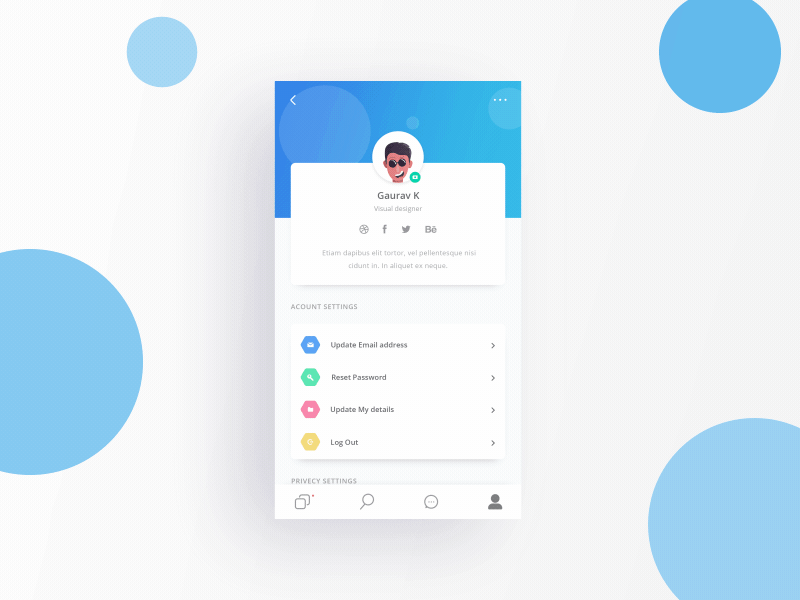 Gaurav K
Visual designer
Bē
Etiam dapibus elit tortor, vel pellentesque nisi
cidunt in. In aliquet ex neque.
ACOUNT SETTINGS
Update Email address
Reset Password
Update My details
Log Out
PRIVECY SETTINGS